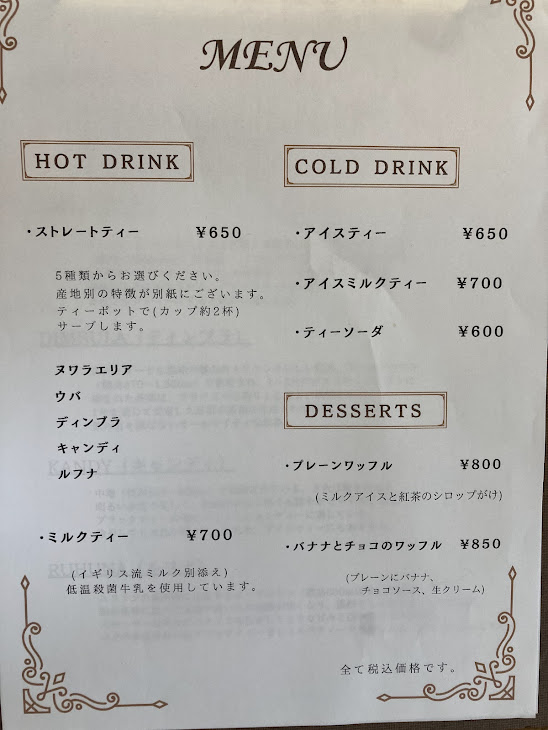 MENU
HOT DRINK
・ストレートティー ¥650
5種類からお選びください。
産地別の特徴が別紙にございます。
ティーポットで(カップ約2杯)
サーブします。
ヌワラエリア
ウバ
ディンブラ
キャンディ
ルフナ
・ミルクティー ¥700
(イギリス流ミルク別添え)
低温殺菌牛乳を使用しています。
COLD DRINK
・アイスティー ¥650
・アイスミルクティー ¥700
・ティーソーダ ¥600
DESSERTS
・プレーンワッフル ¥800
(ミルクアイスと紅茶のシロップがけ)
・バナナとチョコのワッフル ¥850
(プレーンにバナナ、
チョコソース、生クリーム)
全て税込価格です。